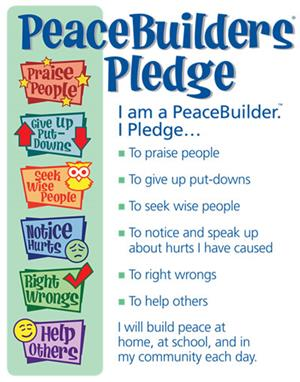 PeaceBuilders®
Pledge
Praise
People
Give Up
Put-
Downs
Seek
Wise People
Notice
Hurts
Right
Wrongs
Help
Others
I am a PeaceBuilder.™
I Pledge...
To praise people
To give up put-downs
To seek wise people
To notice and speak up
about hurts I have caused
To right wrongs
To help others
I will build peace at
home, at school, and in
my community each day.